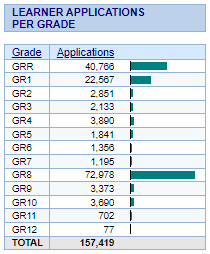 LEARNER APPLICATIONS
PER GRADE
Grade Applications
GRR 40,766
GR1 22,567
GR2 2,851
GR3 2,133
GR4 3,890
GR5 1,841
GR6 1,356
GR7 1,195
GR8 72,978
GR9 3,373
GR10 3,690
GR11 702
GR12 77
TOTAL 157,419